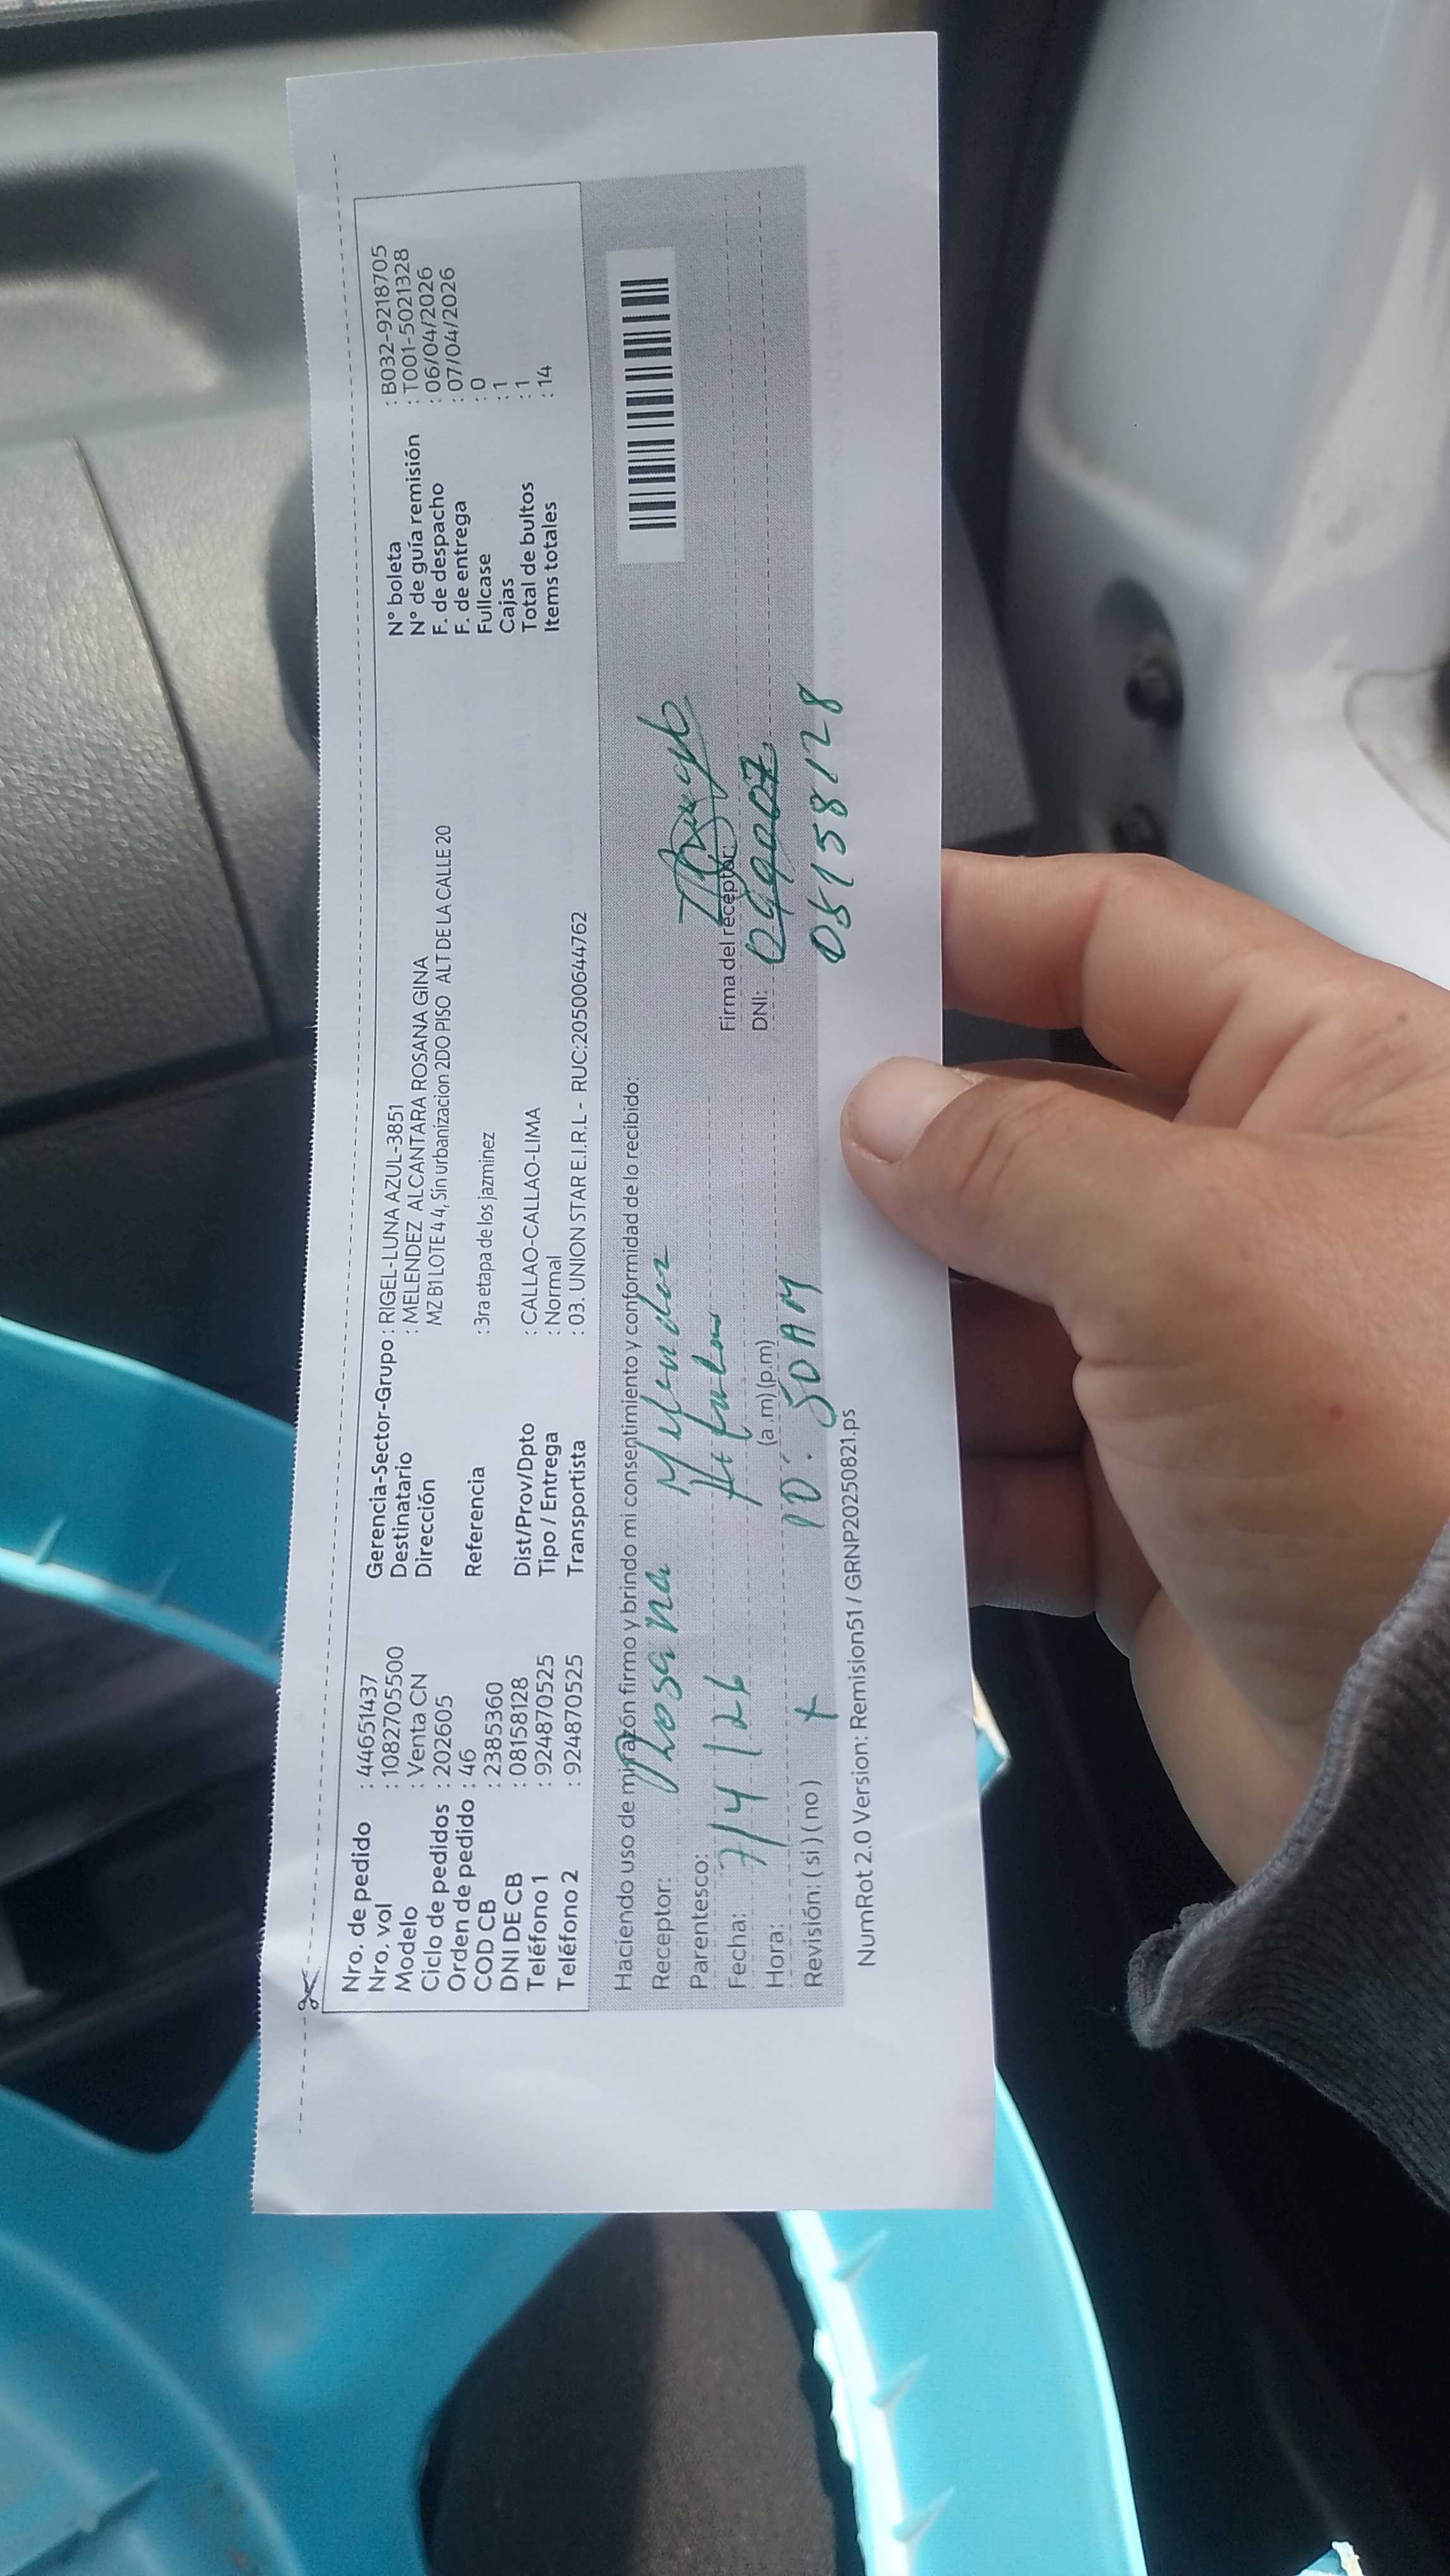 Nro. de pedido : 44651437
Nro. vol : 1082705500
Modelo : Venta CN
Ciclo de pedidos : 202605
Orden de pedido : 46
COD CB : 2385360
DNI DE CB : 08158128
Teléfono 1 : 924870525
Teléfono 2 : 924870525
Gerencia-Sector-Grupo : RIGEL-LUNA AZUL-3851
Destinatario : MELENDEZ ALCANTARA ROSANA GINA
Dirección MZ B1 LOTE 44, Sin urbanizacion 2DO PISO ALT DE LA CALLE 20
Referencia : 3ra etapa de los jazminez
Dist/Prov/Dpto : CALLAO-CALLAO-LIMA
Tipo / Entrega : Normal
Transportista : 03. UNION STAR E.I.R.L - RUC:20500644762
N° boleta : B032-9218705
N° de guía remisión : T001-5021328
F. de despacho : 06/04/2026
F. de entrega : 07/04/2026
Fullcase : 0
Cajas : 1
Total de bultos : 1
Items totales : 14
Haciendo uso de mi razón firmo y brindo mi consentimiento y conformidad de lo recibido:
Receptor: Rosana Melendez
Parentesco:
Fecha: 7/4/26
Hora: 10:50 AM (a.m) (p.m)
Revisión: ( si ) ( no )
Firma del receptor:
DNI:
08158128
NumRot 2.0 Version: Remision51 / GRNP20250821.ps